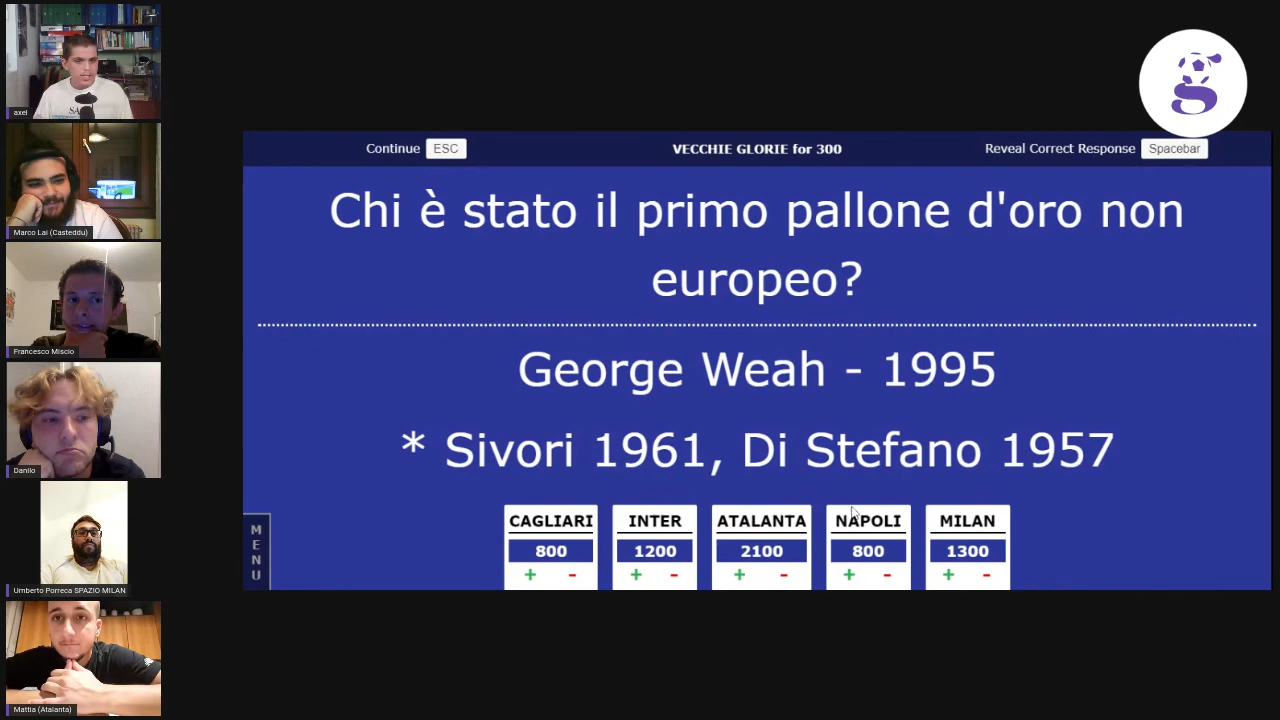 axel
Marco Lai (Casteddu)
Francesco Miscio
Danilo
Umberto Porreca SPAZIO MILAN
Mattia (Atalanta)
Continue ESC
VECCHIE GLORIE for 300
Reveal Correct Response Spacebar
Chi è stato il primo pallone d'oro non
europeo?
George Weah - 1995
* Sivori 1961, Di Stefano 1957
MENU
CAGLIARI INTER ATALANTA NAPOLI MILAN
800 1200 2100 800 1300
+ - + - + - + - + -
g